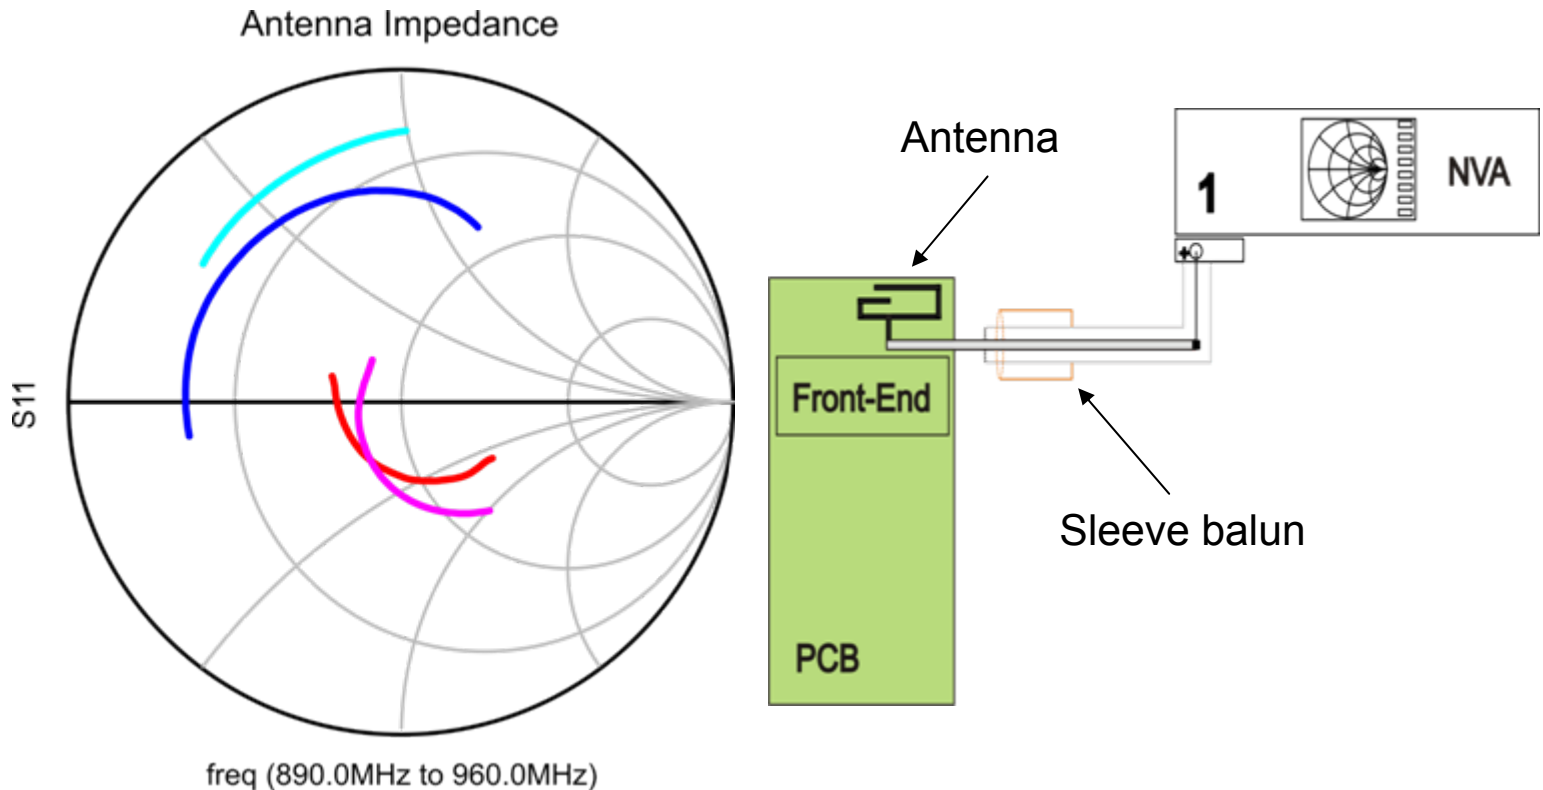 Antenna Impedance
S11
freq (890.0MHz to 960.0MHz)
Antenna
1
NVA
+
Front-End
Sleeve balun
PCB